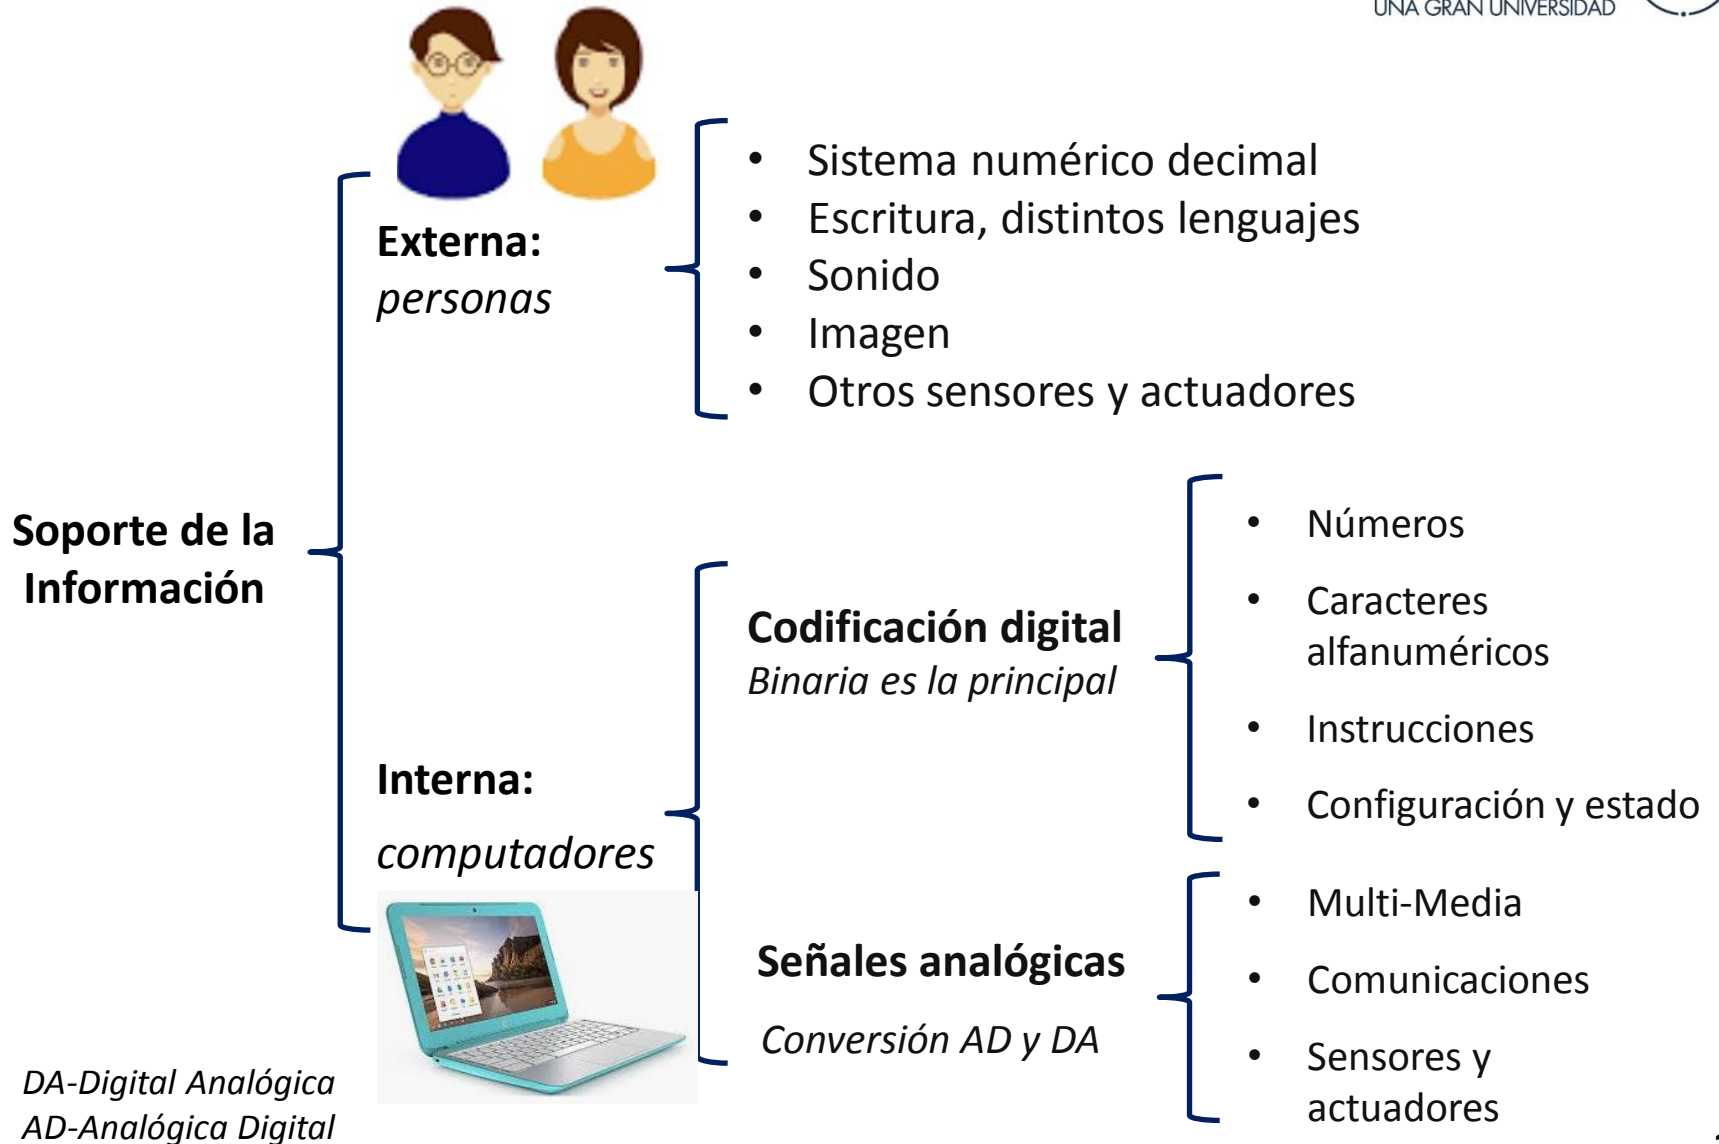 UNA GRAN UNIVERSIDAD
• Sistema numérico decimal
• Escritura, distintos lenguajes
• Sonido
• Imagen
• Otros sensores y actuadores
Externa:
personas
Soporte de la
Información
• Números
• Caracteres
alfanuméricos
• Instrucciones
• Configuración y estado
Codificación digital
Binaria es la principal
Interna:
computadores
Señales analógicas
Conversión AD y DA
• Multi-Media
• Comunicaciones
• Sensores y
actuadores
DA-Digital Analógica
AD-Analógica Digital